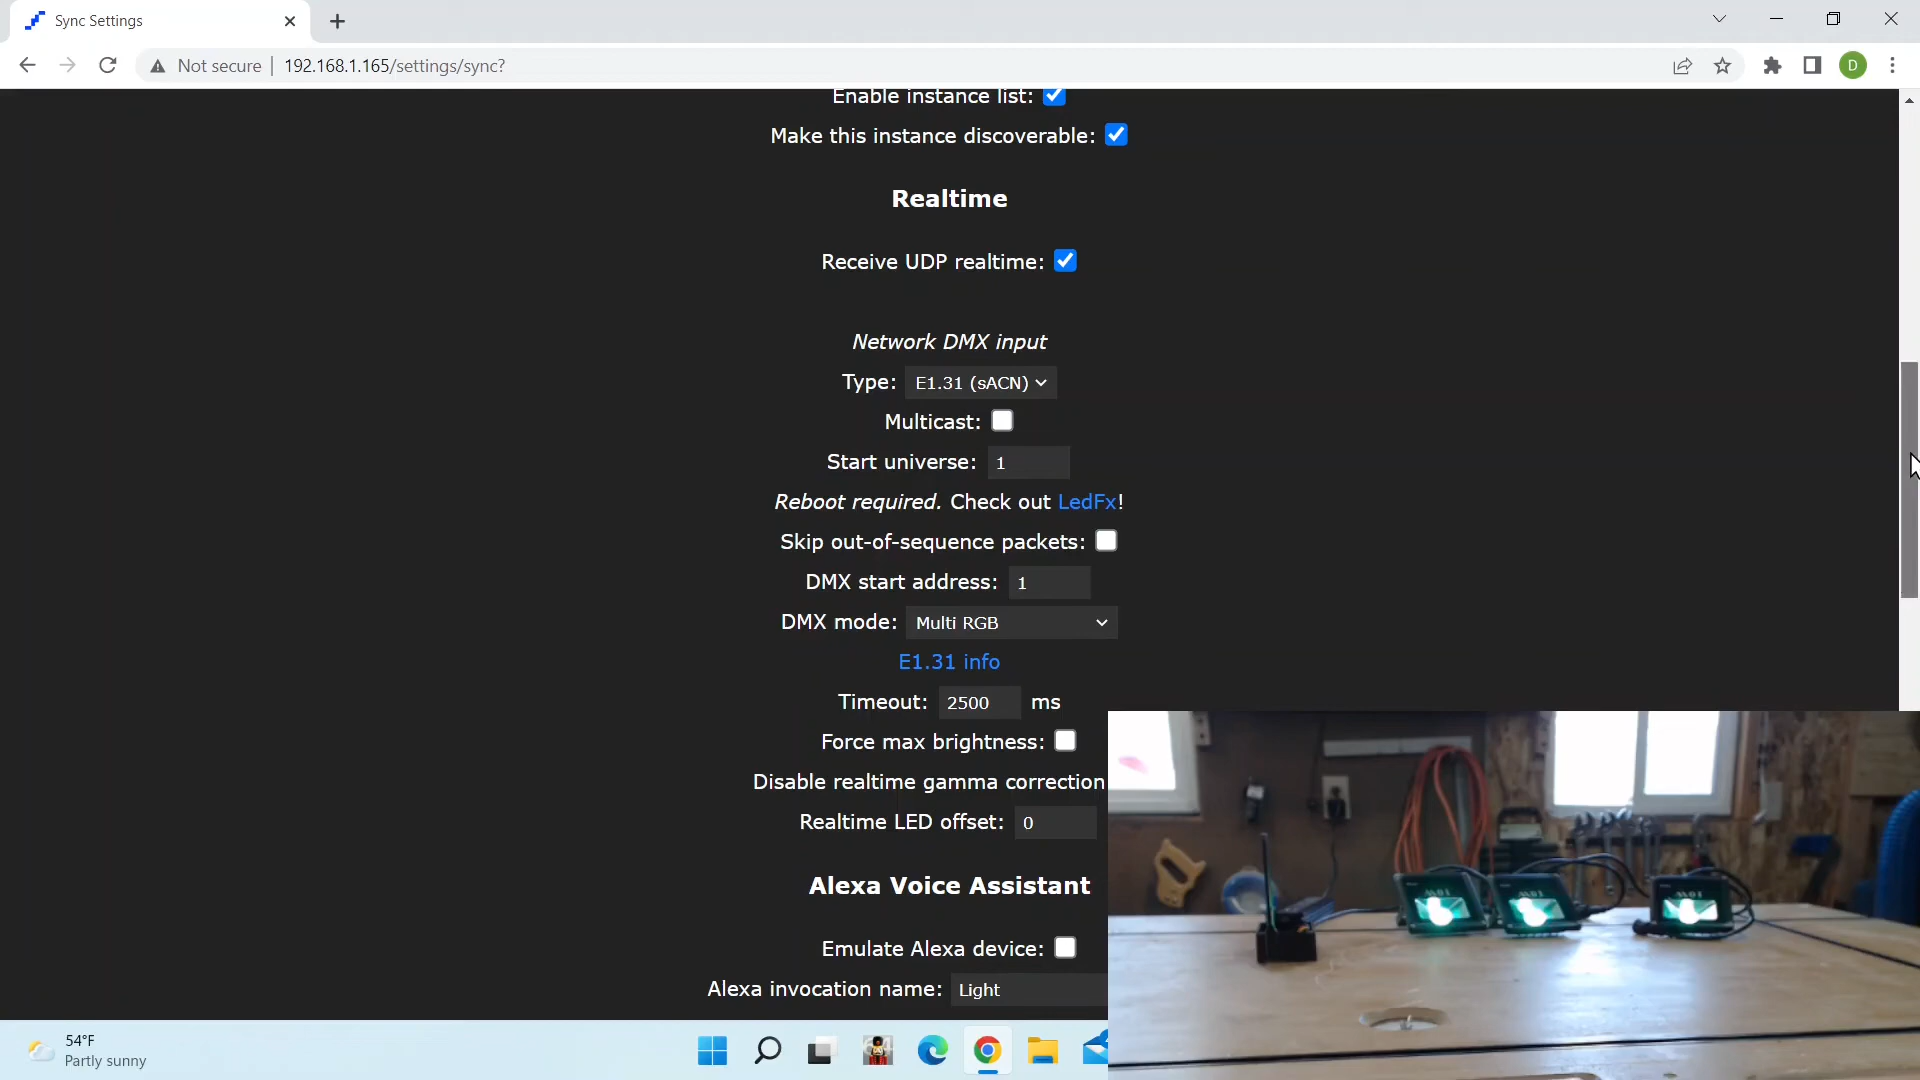 Sync Settings
Not secure
192.168.1.165/settings/sync?
D
Enable instance list:
Make this instance discoverable:
Realtime
Receive UDP realtime:
Network DMX input
Type: E1.31 (sACN)
Multicast:
Start universe: 1
Reboot required. Check out LedFx!
Skip out-of-sequence packets:
DMX start address: 1
DMX mode: Multi RGB
E1.31 info
Timeout: 2500 ms
Force max brightness:
Disable realtime gamma correction
Realtime LED offset: 0
Alexa Voice Assistant
Emulate Alexa device:
Alexa invocation name: Light
54°F
Partly sunny